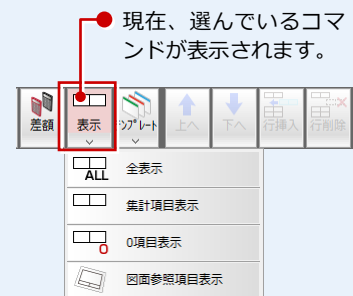 現在、選んでいるコマ
ンドが表示されます。
差額 表示 テンプレート 上へ 下へ 行挿入 行削除
ALL 全表示
集計項目表示
0 0項目表示
図面参照項目表示